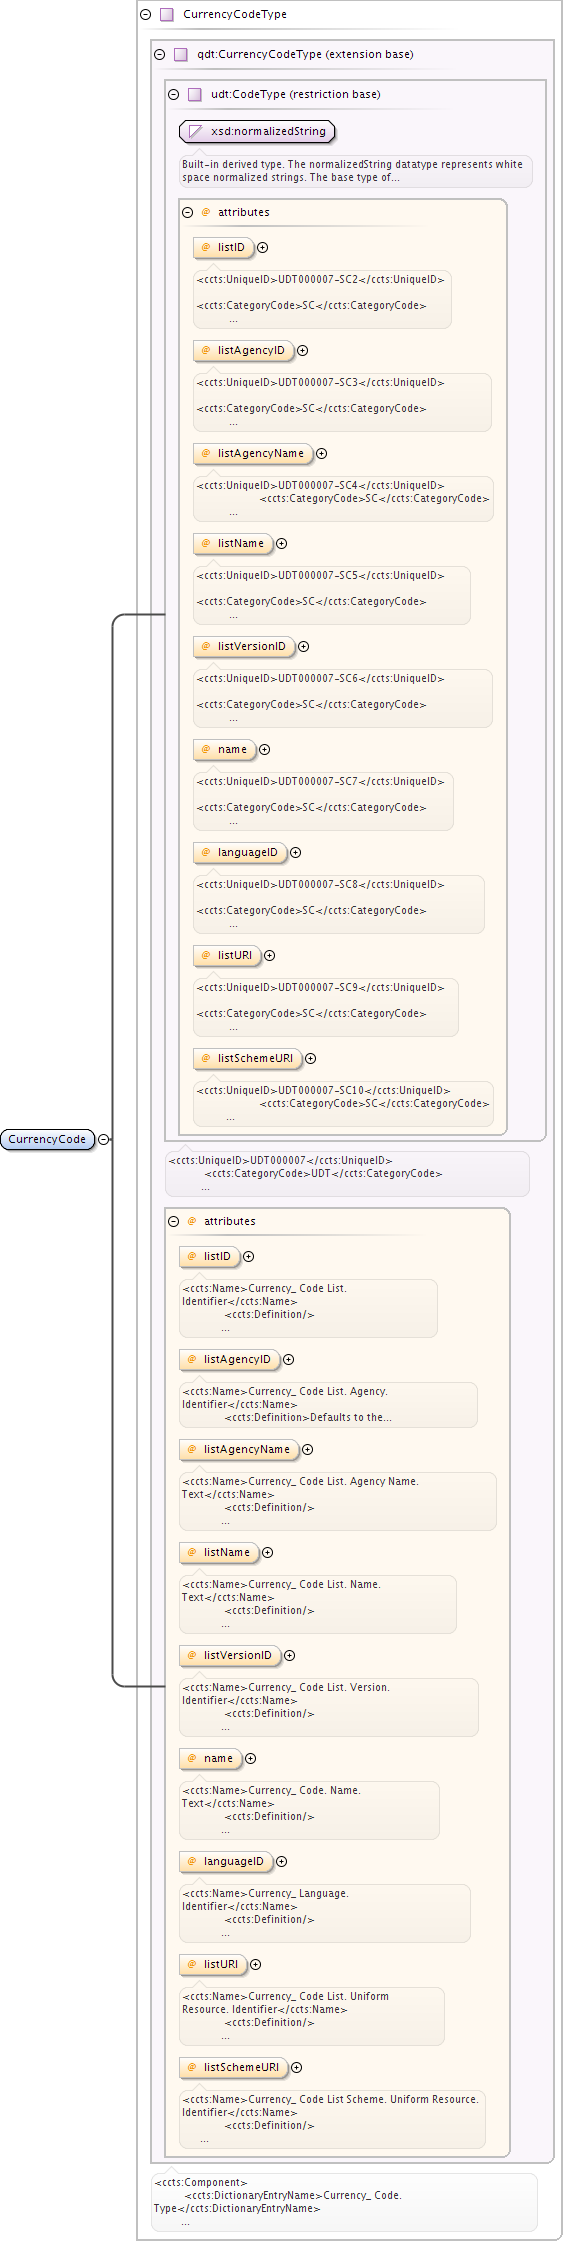 CurrencyCodeType
qdt:CurrencyCodeType (extension base)
udt:CodeType (restriction base)
xsd:normalizedString
Built-in derived type. The normalizedString datatype represents white
space normalized strings. The base type of...
@ attributes
@ listID
<ccts:UniqueID>UDT000007-SC2</ccts:UniqueID>
<ccts:CategoryCode>SC</ccts:CategoryCode>
...
@ listAgencyID
<ccts:UniqueID>UDT000007-SC3</ccts:UniqueID>
<ccts:CategoryCode>SC</ccts:CategoryCode>
...
@ listAgencyName
<ccts:UniqueID>UDT000007-SC4</ccts:UniqueID>
<ccts:CategoryCode>SC</ccts:CategoryCode>
...
@ listName
<ccts:UniqueID>UDT000007-SC5</ccts:UniqueID>
<ccts:CategoryCode>SC</ccts:CategoryCode>
...
@ listVersionID
<ccts:UniqueID>UDT000007-SC6</ccts:UniqueID>
<ccts:CategoryCode>SC</ccts:CategoryCode>
...
@ name
<ccts:UniqueID>UDT000007-SC7</ccts:UniqueID>
<ccts:CategoryCode>SC</ccts:CategoryCode>
...
@ languageID
<ccts:UniqueID>UDT000007-SC8</ccts:UniqueID>
<ccts:CategoryCode>SC</ccts:CategoryCode>
...
@ listURI
<ccts:UniqueID>UDT000007-SC9</ccts:UniqueID>
<ccts:CategoryCode>SC</ccts:CategoryCode>
...
@ listSchemeURI
<ccts:UniqueID>UDT000007-SC10</ccts:UniqueID>
<ccts:CategoryCode>SC</ccts:CategoryCode>
...
CurrencyCode
<ccts:UniqueID>UDT000007</ccts:UniqueID>
<ccts:CategoryCode>UDT</ccts:CategoryCode>
...
@ attributes
@ listID
<ccts:Name>Currency_ Code List.
Identifier</ccts:Name>
<ccts:Definition/>
...
@ listAgencyID
<ccts:Name>Currency_ Code List. Agency.
Identifier</ccts:Name>
<ccts:Definition>Defaults to the...
@ listAgencyName
<ccts:Name>Currency_ Code List. Agency Name.
Text</ccts:Name>
<ccts:Definition/>
...
@ listName
<ccts:Name>Currency_ Code List. Name.
Text</ccts:Name>
<ccts:Definition/>
...
@ listVersionID
<ccts:Name>Currency_ Code List. Version.
Identifier</ccts:Name>
<ccts:Definition/>
...
@ name
<ccts:Name>Currency_ Code. Name.
Text</ccts:Name>
<ccts:Definition/>
...
@ languageID
<ccts:Name>Currency_ Language.
Identifier</ccts:Name>
<ccts:Definition/>
...
@ listURI
<ccts:Name>Currency_ Code List. Uniform
Resource. Identifier</ccts:Name>
<ccts:Definition/>
...
@ listSchemeURI
<ccts:Name>Currency_ Code List Scheme. Uniform Resource.
Identifier</ccts:Name>
<ccts:Definition/>
...
<ccts:Component>
<ccts:DictionaryEntryName>Currency_ Code.
Type</ccts:DictionaryEntryName>
...